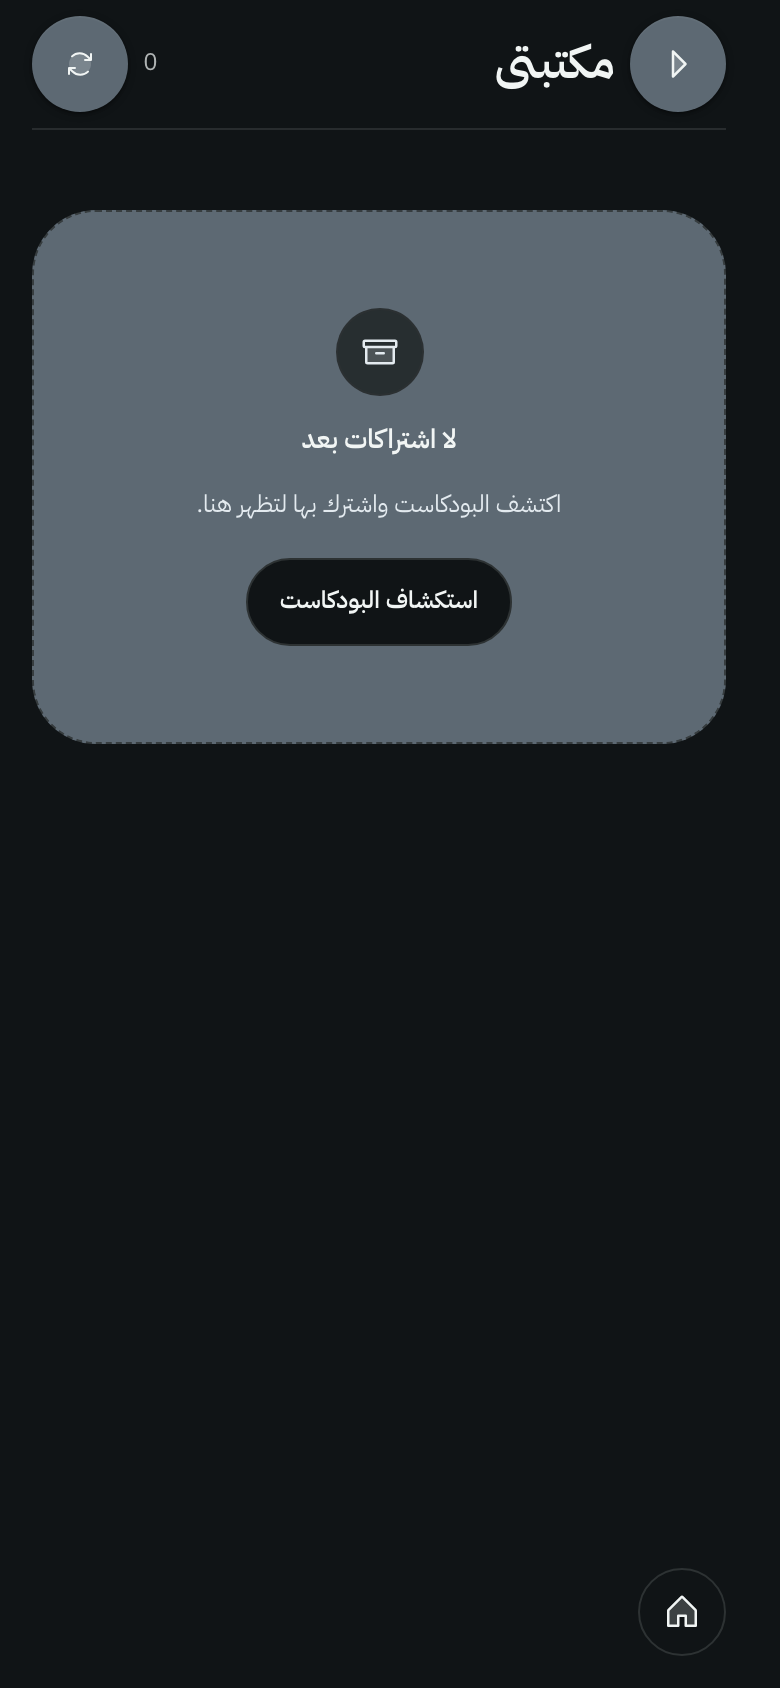 مكتبتي
0
لا اشتراكات بعد
اكتشف البودكاست واشترك بها لتظهر هنا.
استكشاف البودكاست